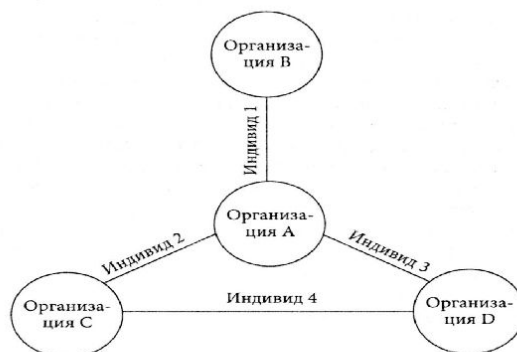 Организа-
ция В
Индивид 1
Организа-
ция А
Индивид 2
Индивид 3
Организа-
ция С
Индивид 4
Организа-
ция D